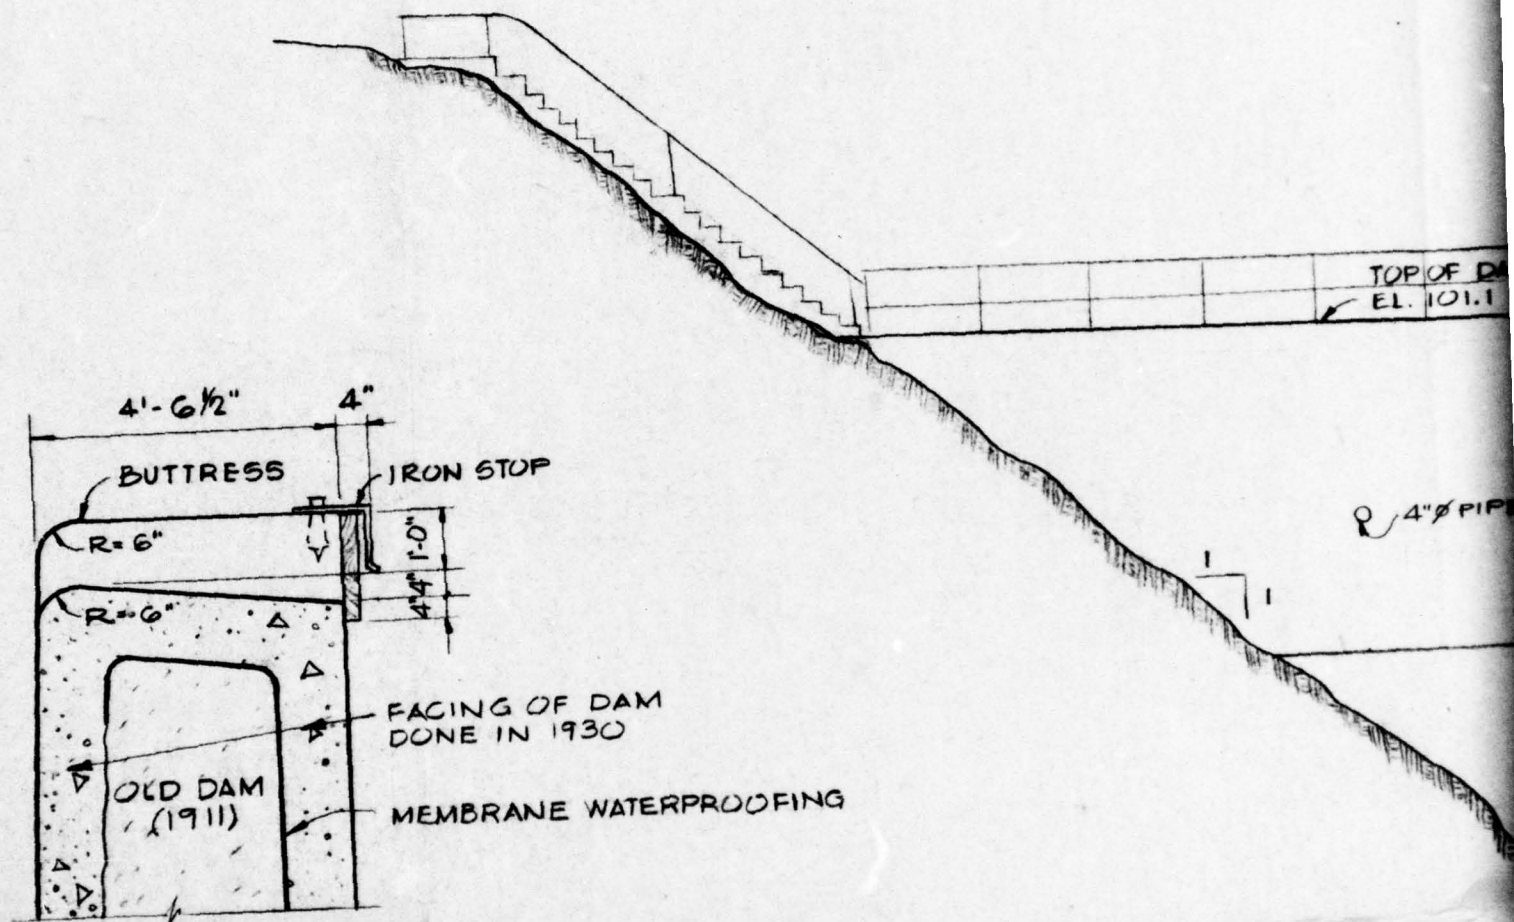 TOP OF
EL. 101.1
4'-6½" 4"
BUTTRESS
IRON STOP
R=6"
1'-0"
4"
4"
R=6"
4"Ø
1
1
FACING OF DAM
DONE IN 1930
OLD DAM
(1911)
MEMBRANE WATERPROOFING